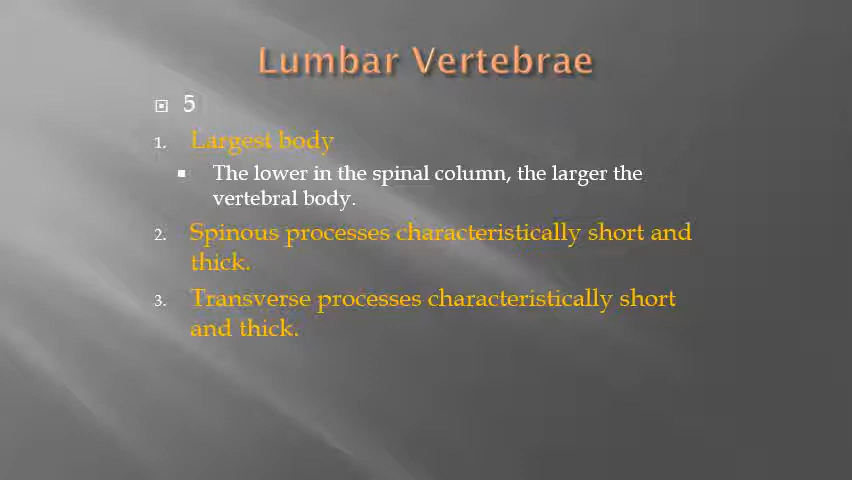 Lumbar Vertebrae
5
1. Largest body
The lower in the spinal column, the larger the
vertebral body.
2. Spinous processes characteristically short and
thick.
3. Transverse processes characteristically short
and thick.